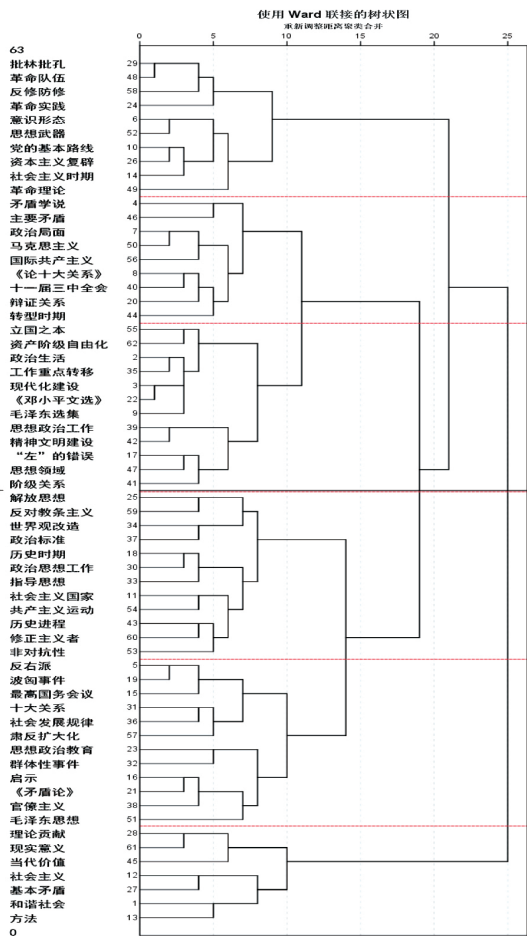 使用 Ward 联接的树状图
重新调整距离聚类合并
0 5 10 15 20 25
63
批林批孔 29
革命队伍 48
反修防修 58
革命实践 24
意识形态 6
思想武器 52
党的基本路线 10
资本主义复辟 26
社会主义时期 14
革命理论 49
矛盾学说 4
主要矛盾 46
政治局面 7
马克思主义 50
国际共产主义 56
《论十大关系》 8
十一届三中全会 40
辩证关系 20
转型时期 44
立国之本 55
资产阶级自由化 62
政治生活 2
工作重点转移 35
现代化建设 3
《邓小平文选》 22
毛泽东选集 9
思想政治工作 39
精神文明建设 42
“左”的错误 17
思想领域 47
阶级关系 41
解放思想 25
反对教条主义 59
世界观改造 34
政治标准 37
历史时期 18
政治思想工作 30
指导思想 33
社会主义国家 11
共产主义运动 54
历史进程 43
修正主义者 60
非对抗性 53
反右派 5
波匈事件 19
最高国务会议 15
十大关系 31
社会发展规律 36
肃反扩大化 57
思想政治教育 23
群体性事件 32
启示 16
《矛盾论》 21
官僚主义 38
毛泽东思想 51
理论贡献 28
现实意义 61
当代价值 45
社会主义 12
基本矛盾 27
和谐社会 1
方法 13
0